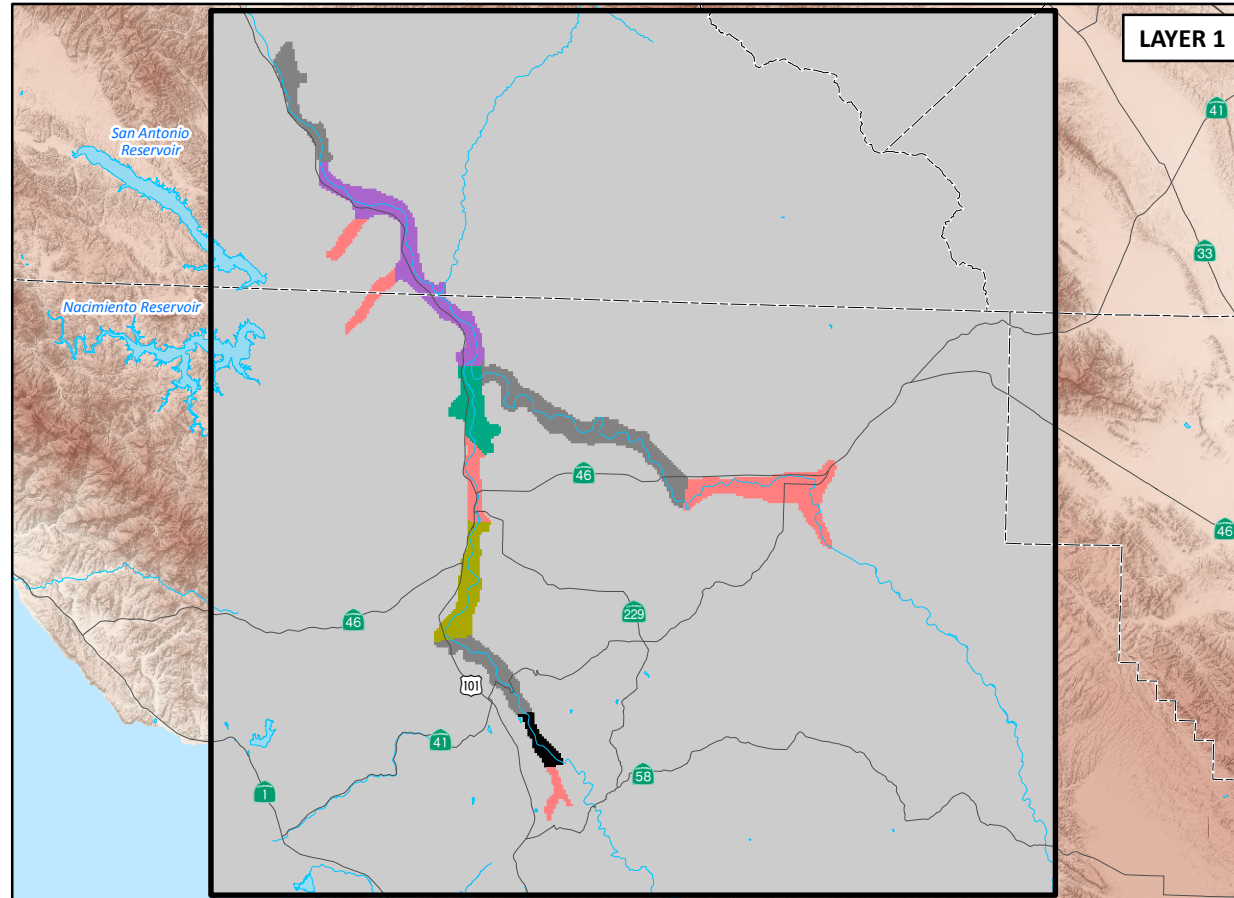 LAYER 1
41
San Antonio
Reservoir
33
Nacimiento Reservoir
46
46
46
229
101
41
58
1